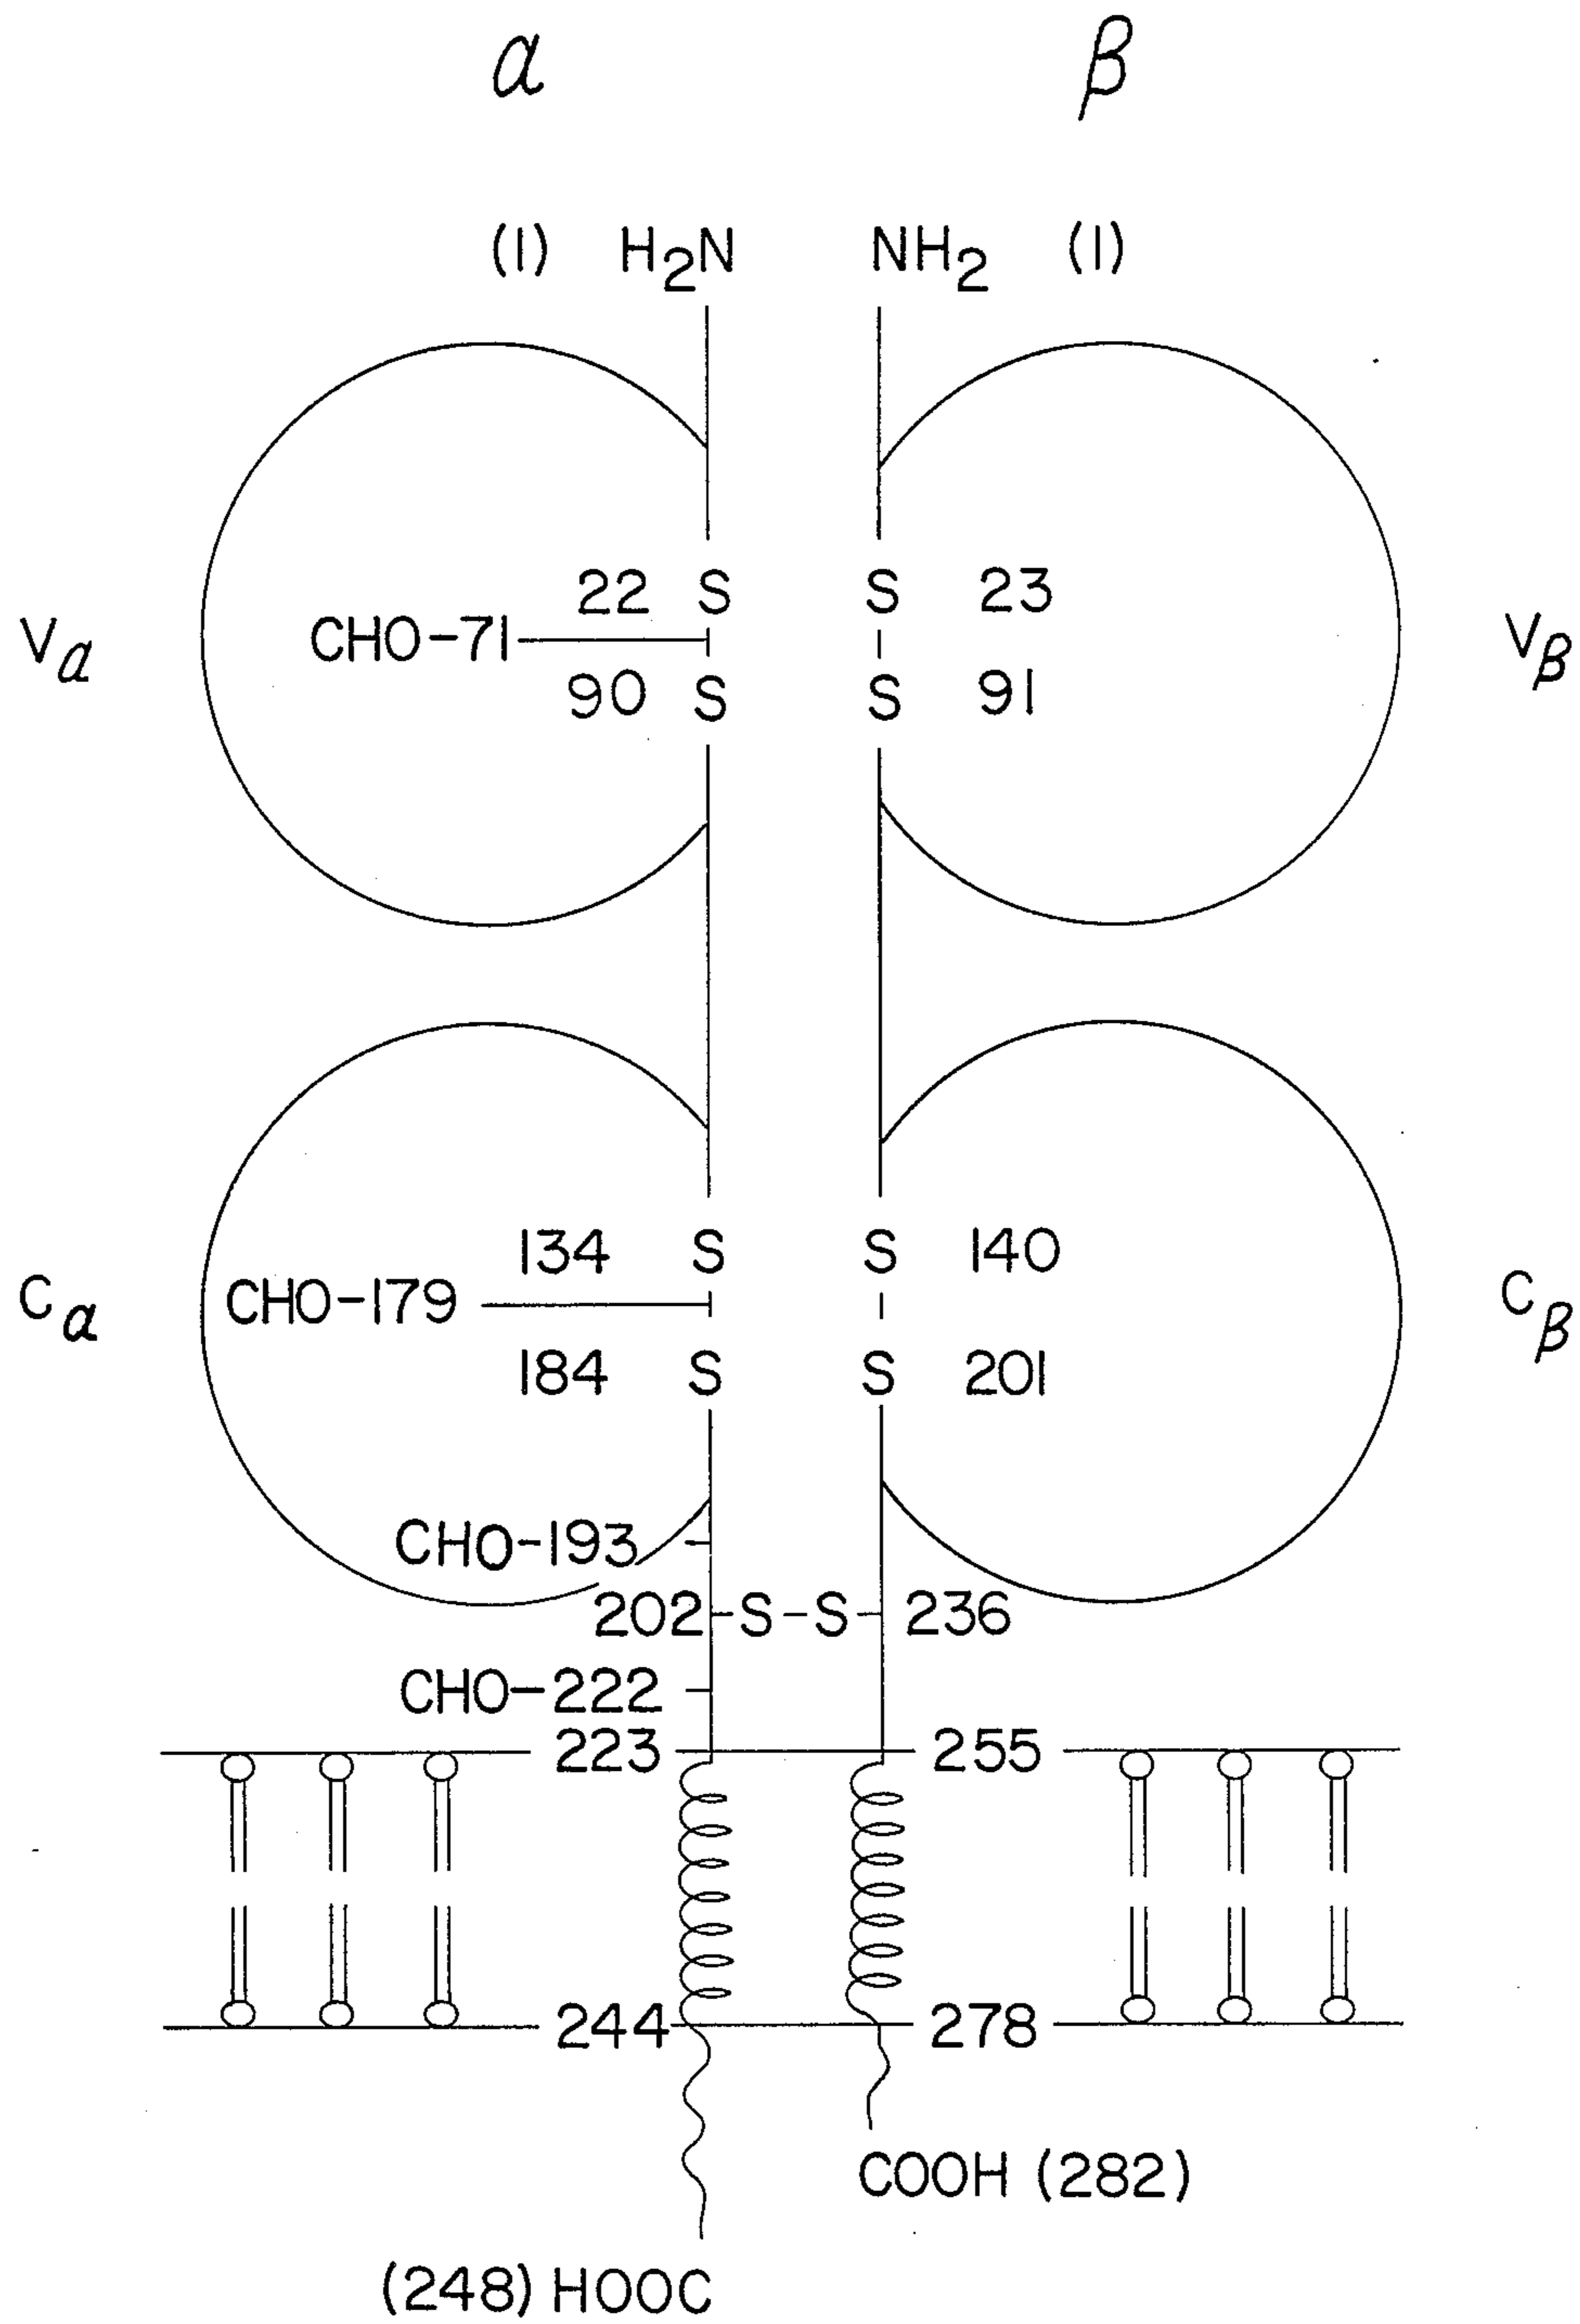 α β
(1) H2N NH2 (1)
22 S S 23
Vα CHO-71 Vβ
90 S S 91
134 S S 140
Cα CHO-179 Cβ
184 S S 201
CHO-193
202 -S-S- 236
CHO-222
223 255
244 278
COOH (282)
(248) HOOC